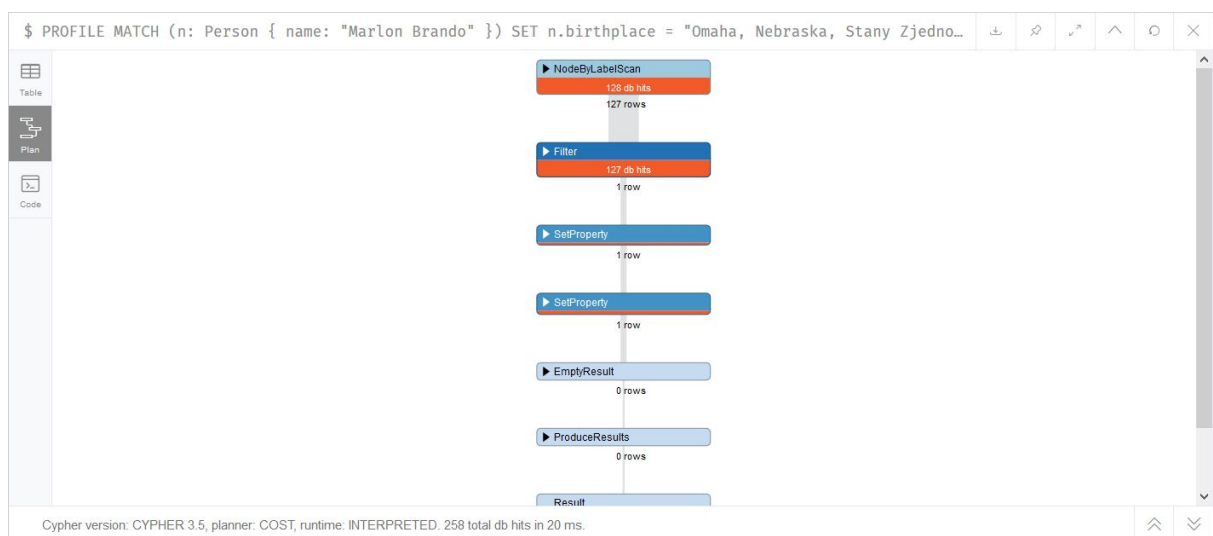 $ PROFILE MATCH (n: Person { name: "Marlon Brando" }) SET n.birthplace = "Omaha, Nebraska, Stany Zjedno…
Table
Plan
Code
NodeByLabelScan
128 db hits
127 rows
Filter
127 db hits
1 row
SetProperty
1 row
SetProperty
1 row
EmptyResult
0 rows
ProduceResults
0 rows
Result
Cypher version: CYPHER 3.5, planner: COST, runtime: INTERPRETED. 258 total db hits in 20 ms.